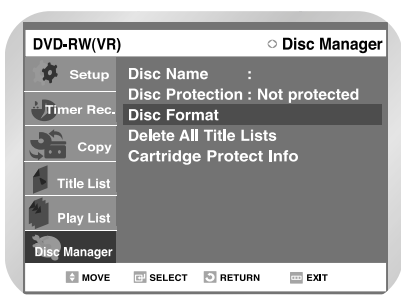 DVD-RW(VR) Disc Manager
Setup
Timer Rec.
Copy
Title List
Play List
Disc Manager
Disc Name :
Disc Protection : Not protected
Disc Format
Delete All Title Lists
Cartridge Protect Info
MOVE SELECT RETURN EXIT